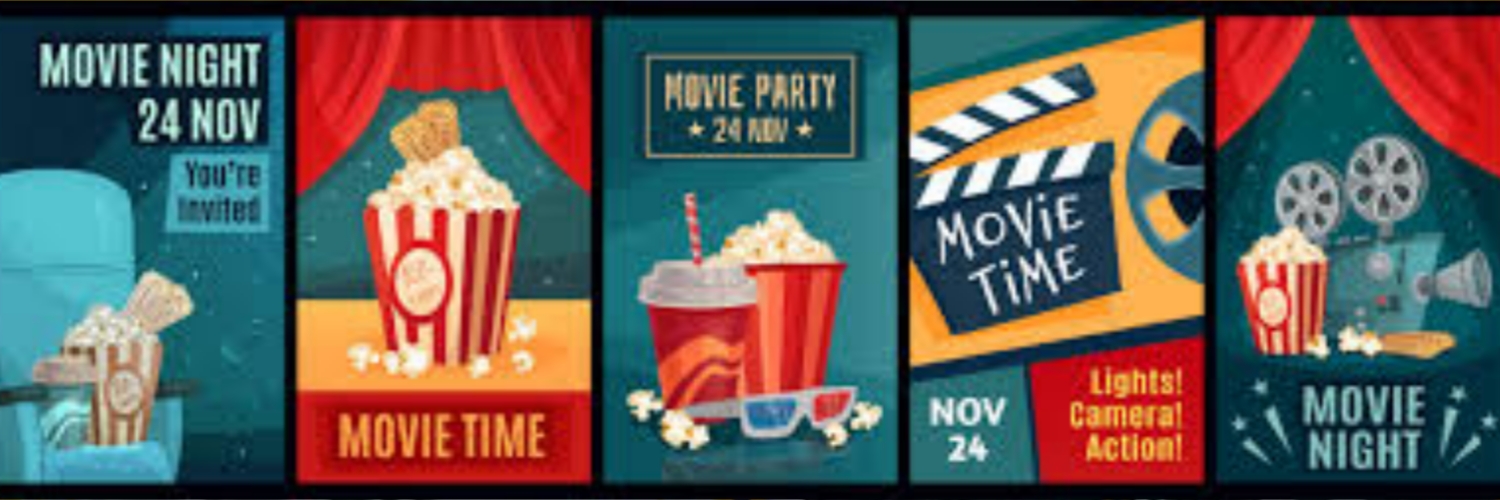 MOVIE NIGHT
24 NOV
You're
Invited
MOVIE TIME
MOVIE PARTY
★ 24 NOV ★
MOVIE
TIME
NOV
24
Lights!
Camera!
Action!
MOVIE
NIGHT